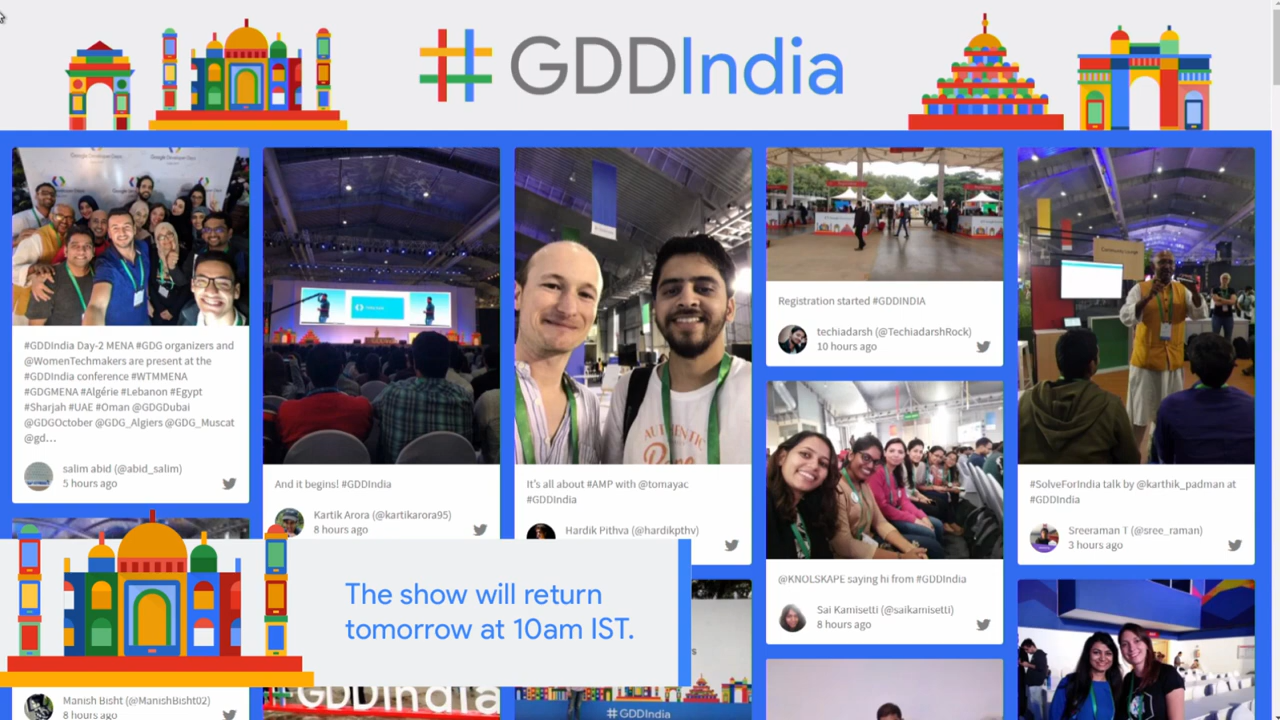 #GDDIndia
#GDDIndia Day-2 MENA #GDG organizers and
@WomenTechmakers are present at the
#GDDIndia conference #WTMMENA
#GDGMENA #Algérie #Lebanon #Egypt
#Sharjah #UAE #Oman @GDGDubai
@GDGOctober @GDG_Algiers @GDG_Muscat
@gd…
salim abid (@abid_salim)
5 hours ago
And it begins! #GDDIndia
Kartik Arora (@kartikarora95)
8 hours ago
It's all about #AMP with @tomayac
#GDDIndia
Hardik Pithva (@hardikpthv)
Registration started #GDDINDIA
techiadarsh (@TechiadarshRock)
10 hours ago
@KNOLSKAPE saying hi from #GDDIndia
Sai Kamisetti (@saikamisetti)
8 hours ago
#SolveForIndia talk by @karthik_padman at
#GDDIndia
Sreeraman T (@sree_raman)
3 hours ago
The show will return
tomorrow at 10am IST.
Manish Bisht (@ManishBisht02)
8 hours ago
#GDDIndia
#GDDIndia